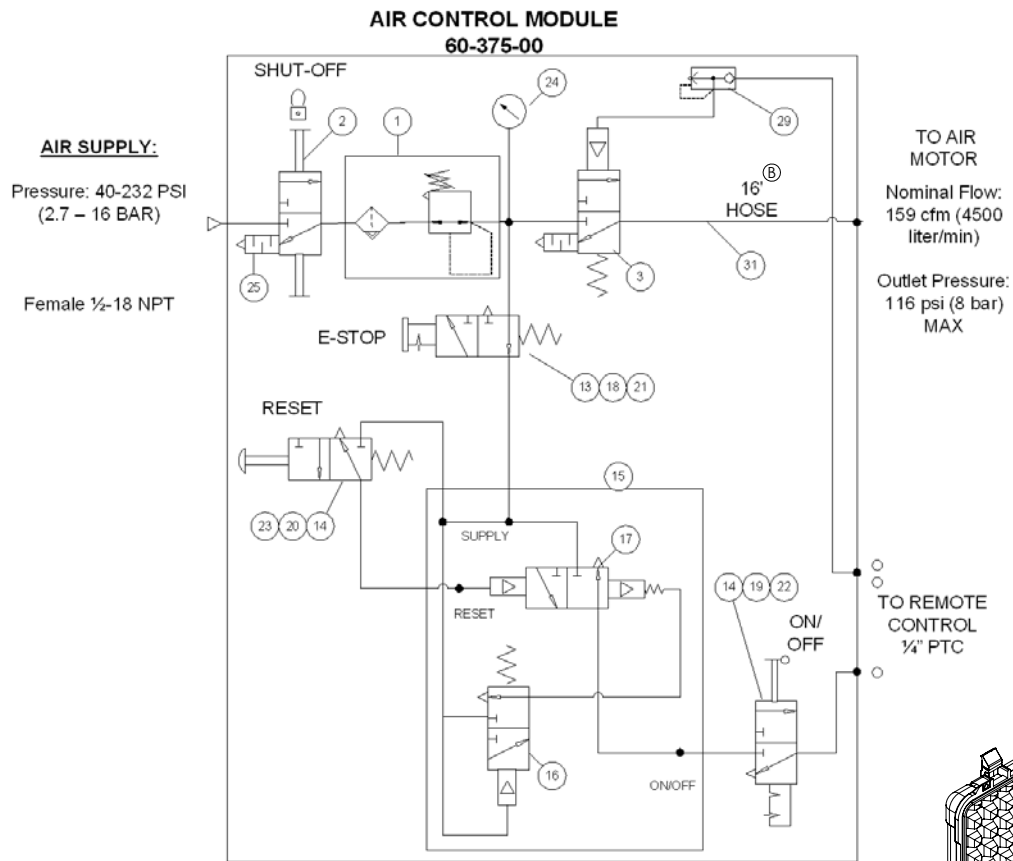 AIR CONTROL MODULE
60-375-00
SHUT-OFF
2
1
24
29
AIR SUPPLY:
Pressure: 40-232 PSI
(2.7 – 16 BAR)
Female ½-18 NPT
25
TO AIR
MOTOR
Nominal Flow:
159 cfm (4500
liter/min)
Outlet Pressure:
116 psi (8 bar)
MAX
B
16'
HOSE
3
31
E-STOP
13 18 21
RESET
23 20 14
15
SUPPLY
17
RESET
14 19 22
ON/
OFF
TO REMOTE
CONTROL
¼" PTC
16
ON/OFF